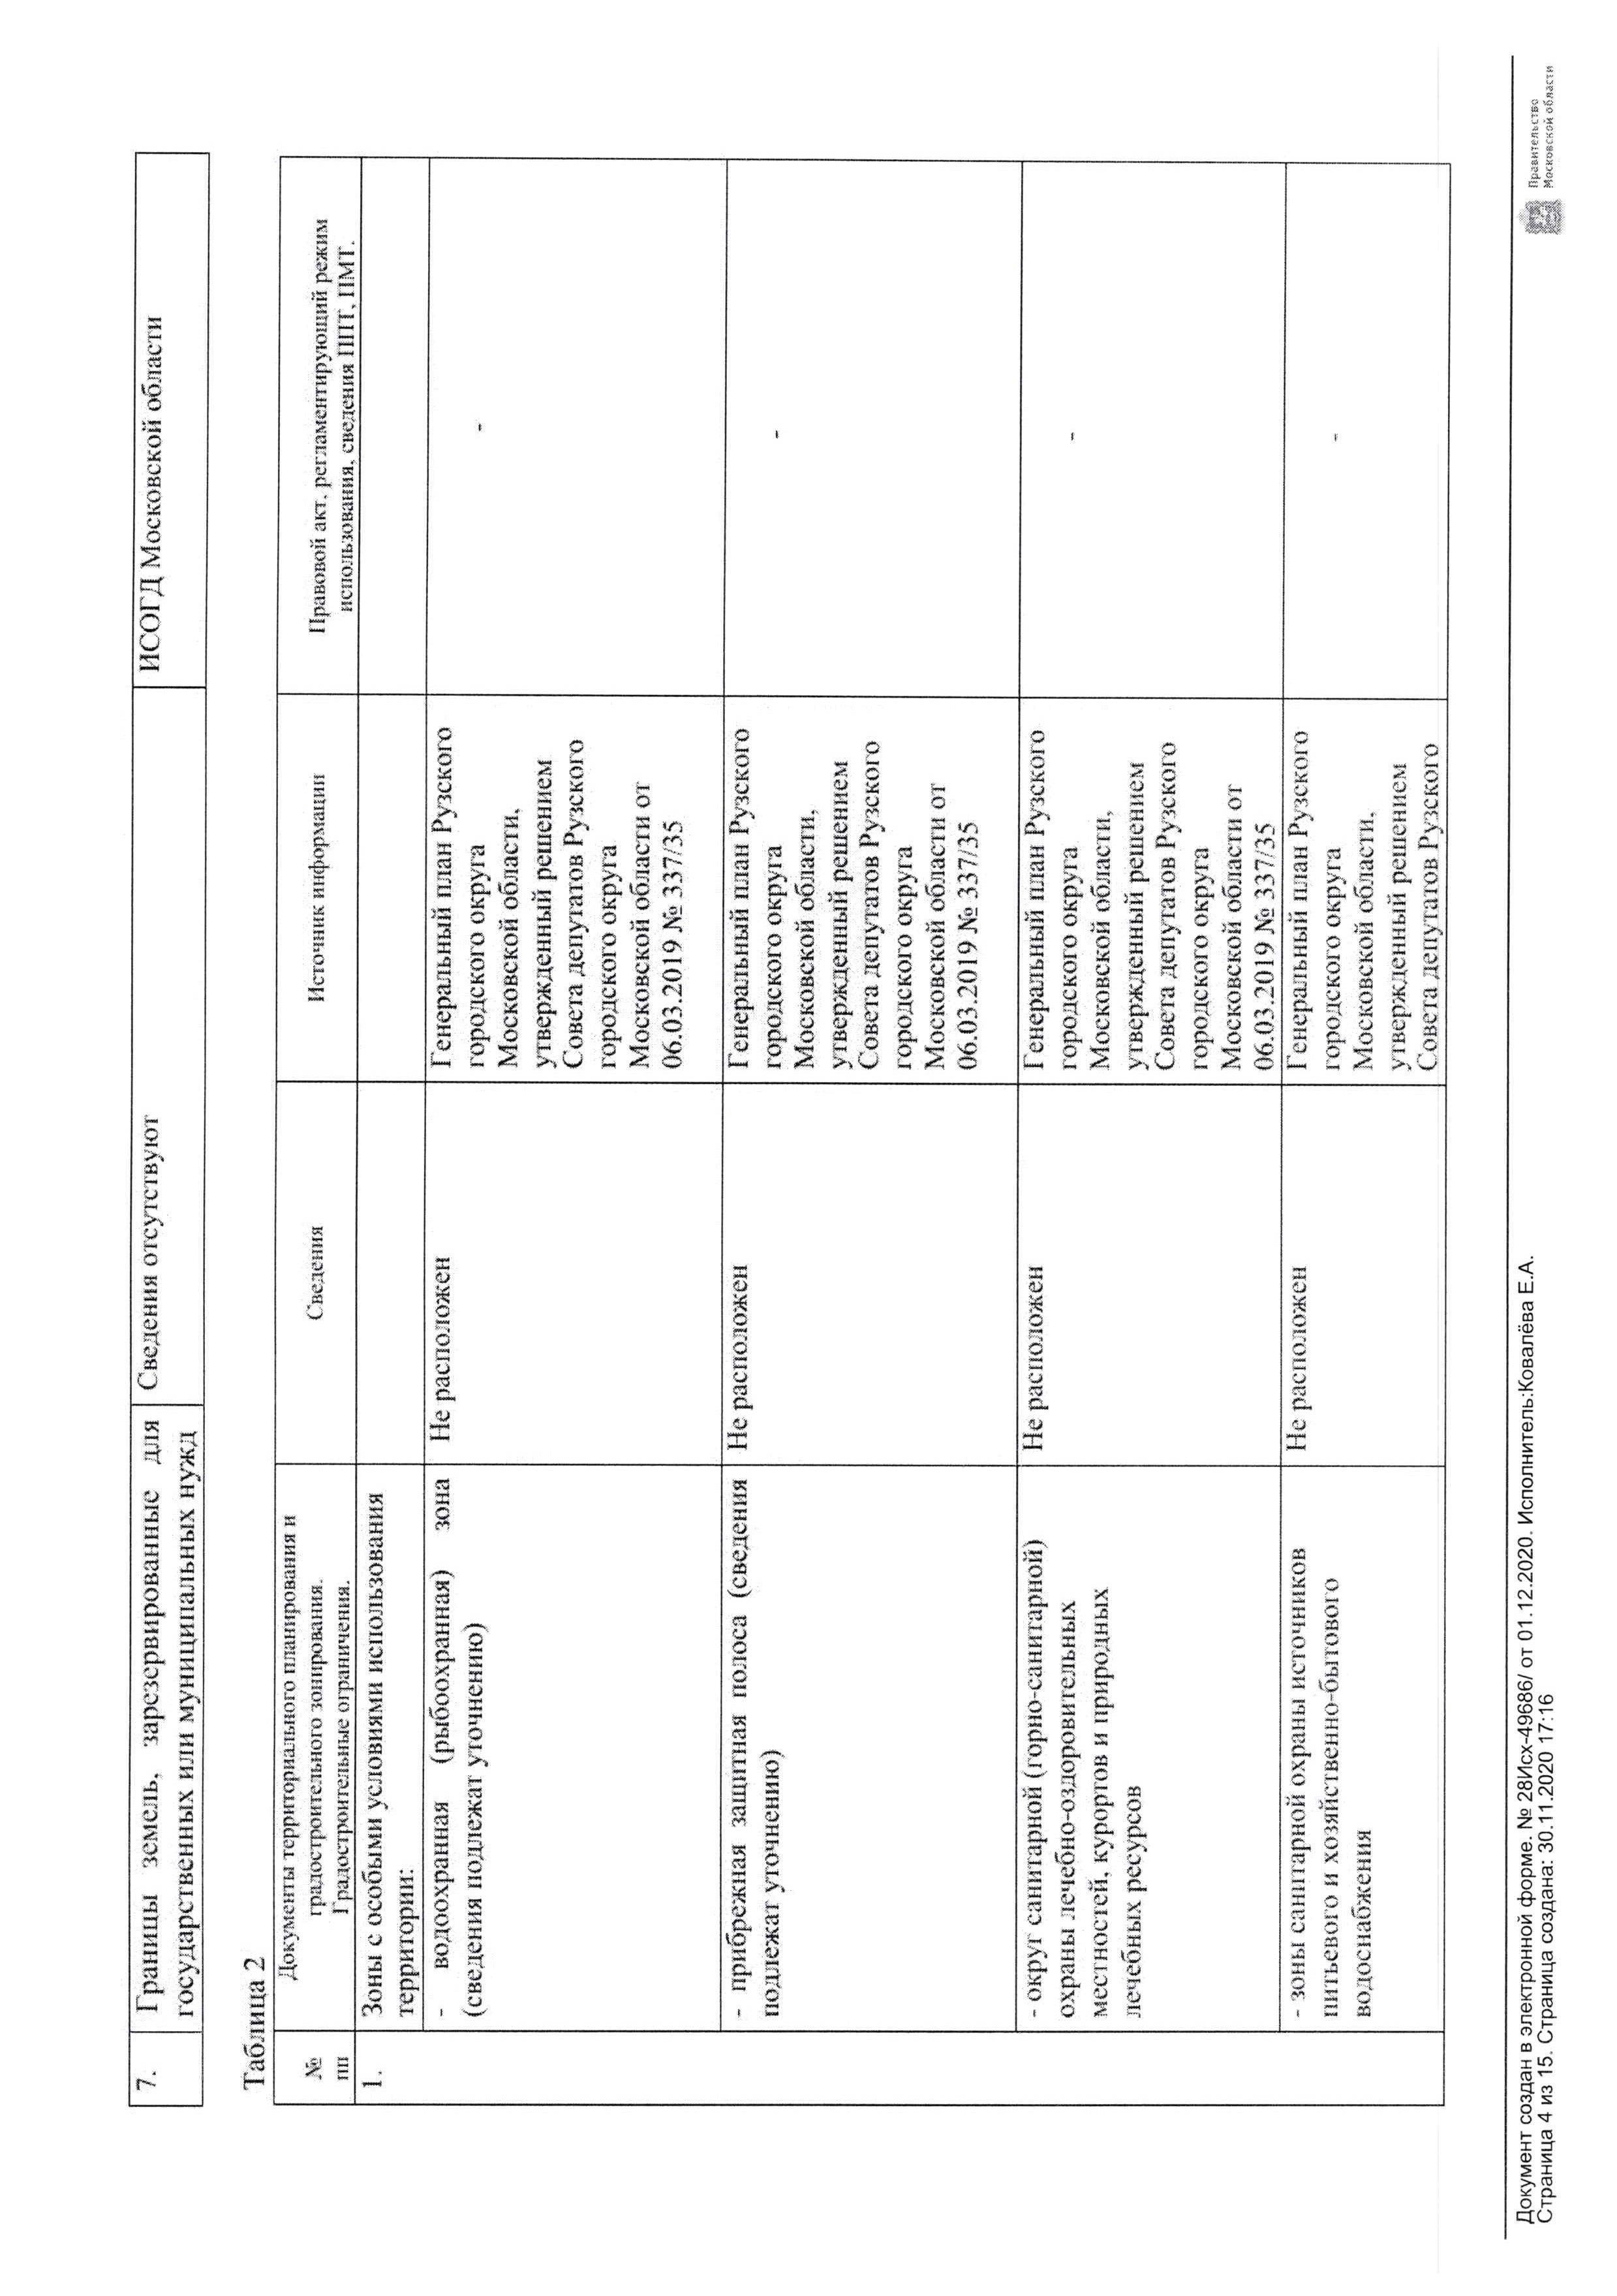 7.
Границы земель, зарезервированные для
государственных или муниципальных нужд
Сведения отсутствуют
ИСОГД Московской области
Таблица 2
№
пп
Документы территориального планирования и
градостроительного зонирования.
Градостроительные ограничения.
Сведения
Источник информации
Правовой акт, регламентирующий режим
использования, сведения ППТ, ПМТ.
1.
Зоны с особыми условиями использования
территории:
- водоохранная (рыбоохранная) зона
(сведения подлежат уточнению)
Не расположен
Генеральный план Рузского
городского округа
Московской области,
утвержденный решением
Совета депутатов Рузского
городского округа
Московской области от
06.03.2019 № 337/35
-
- прибрежная защитная полоса (сведения
подлежат уточнению)
Не расположен
Генеральный план Рузского
городского округа
Московской области,
утвержденный решением
Совета депутатов Рузского
городского округа
Московской области от
06.03.2019 № 337/35
-
- округ санитарной (горно-санитарной)
охраны лечебно-оздоровительных
местностей, курортов и природных
лечебных ресурсов
Не расположен
Генеральный план Рузского
городского округа
Московской области,
утвержденный решением
Совета депутатов Рузского
городского округа
Московской области от
06.03.2019 № 337/35
-
- зоны санитарной охраны источников
питьевого и хозяйственно-бытового
водоснабжения
Не расположен
Генеральный план Рузского
городского округа
Московской области,
утвержденный решением
Совета депутатов Рузского
-
Документ создан в электронной форме. № 28Исх-49686/ от 01.12.2020. Исполнитель:Ковалёва Е.А.
Страница 4 из 15. Страница создана: 30.11.2020 17:16
Правительство
Московской области